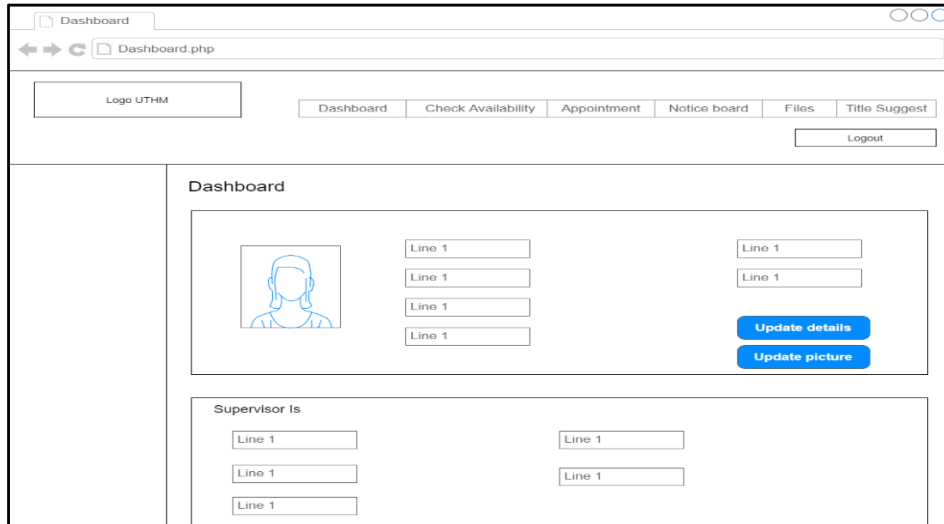 Dashboard
Dashboard.php
Logo UTHM
Dashboard Check Availability Appointment Notice board Files Title Suggest
Logout
Dashboard
Line 1 Line 1
Line 1 Line 1
Line 1
Line 1
Update details
Update picture
Supervisor Is
Line 1 Line 1
Line 1 Line 1
Line 1